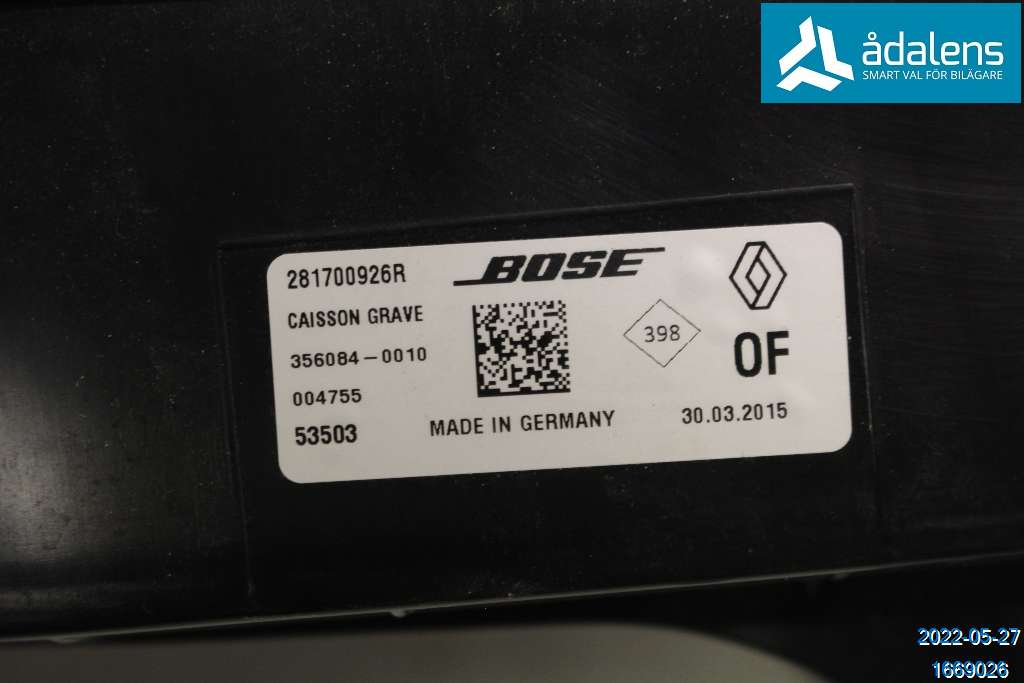 ådalens
SMART VAL FÖR BILÄGARE
281700926R
BOSE
CAISSON GRAVE
356084-0010
398
OF
004755
53503
MADE IN GERMANY
30.03.2015
2022-05-27
1669026